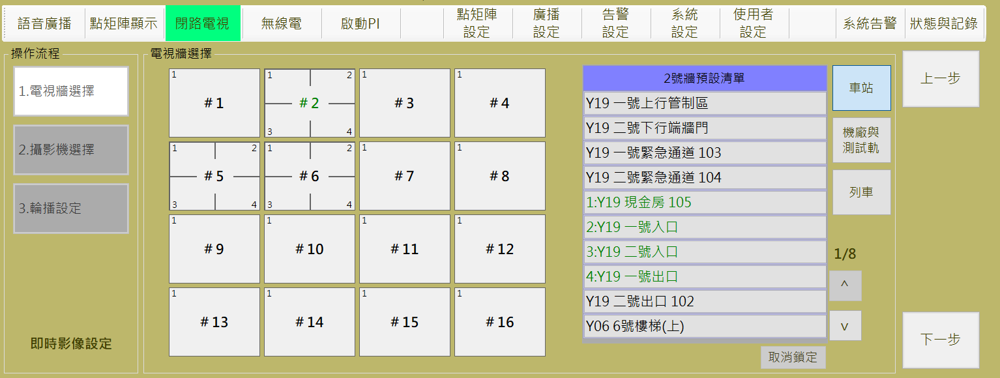 語音廣播
點矩陣顯示
閉路電視
無線電
啟動PI
點矩陣
設定
廣播
設定
告警
設定
系統
設定
使用者
設定
系統告警
狀態與記錄
操作流程
1.電視牆選擇
2.攝影機選擇
3.輪播設定
即時影像設定
電視牆選擇
1
#1
1
2
#2
3
4
1
#3
1
#4
1
2
#5
3
4
1
2
#6
3
4
1
#7
1
#8
1
#9
1
#10
1
#11
1
#12
1
#13
1
#14
1
#15
1
#16
2號牆預設清單
Y19 一號上行管制區
Y19 二號下行端牆門
Y19 一號緊急通道 103
Y19 二號緊急通道 104
1:Y19 現金房 105
2:Y19 一號入口
3:Y19 二號入口
4:Y19 一號出口
Y19 二號出口 102
Y06 6號樓梯(上)
取消鎖定
車站
機廠與
測試軌
列車
1/8
^
v
上一步
下一步